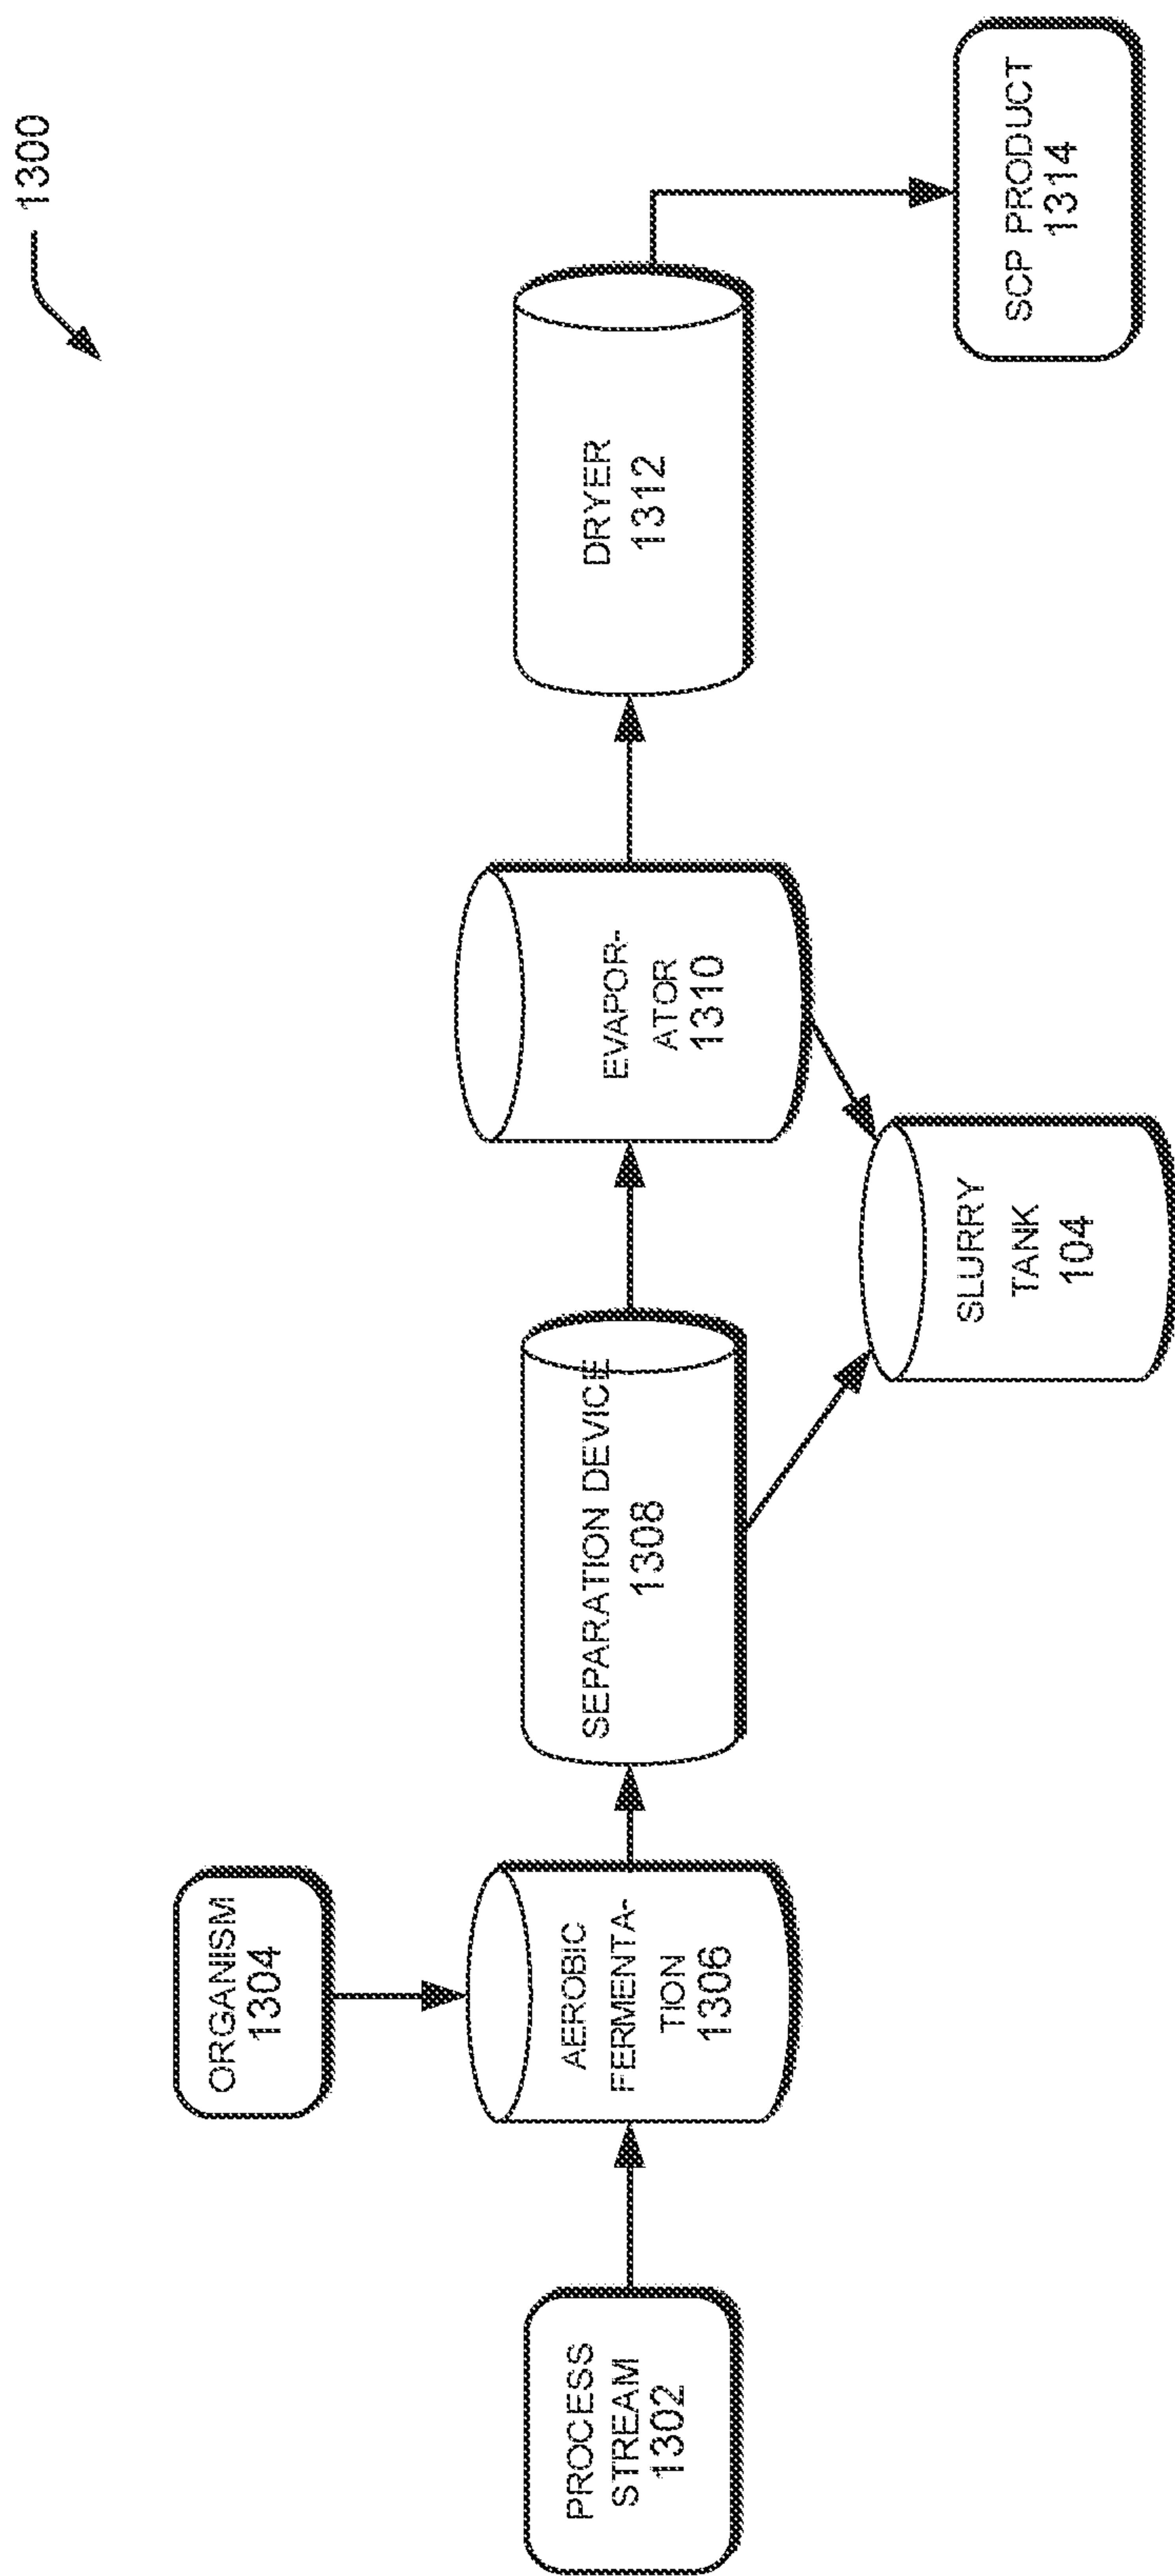 1300
ORGANISM
1304
PROCESS
STREAM
1302
AEROBIC
FERMENTA-
TION
1306
SEPARATION DEVICE
1308
EVAPOR-
ATOR
1310
DRYER
1312
SLURRY
TANK
104
SCP PRODUCT
1314